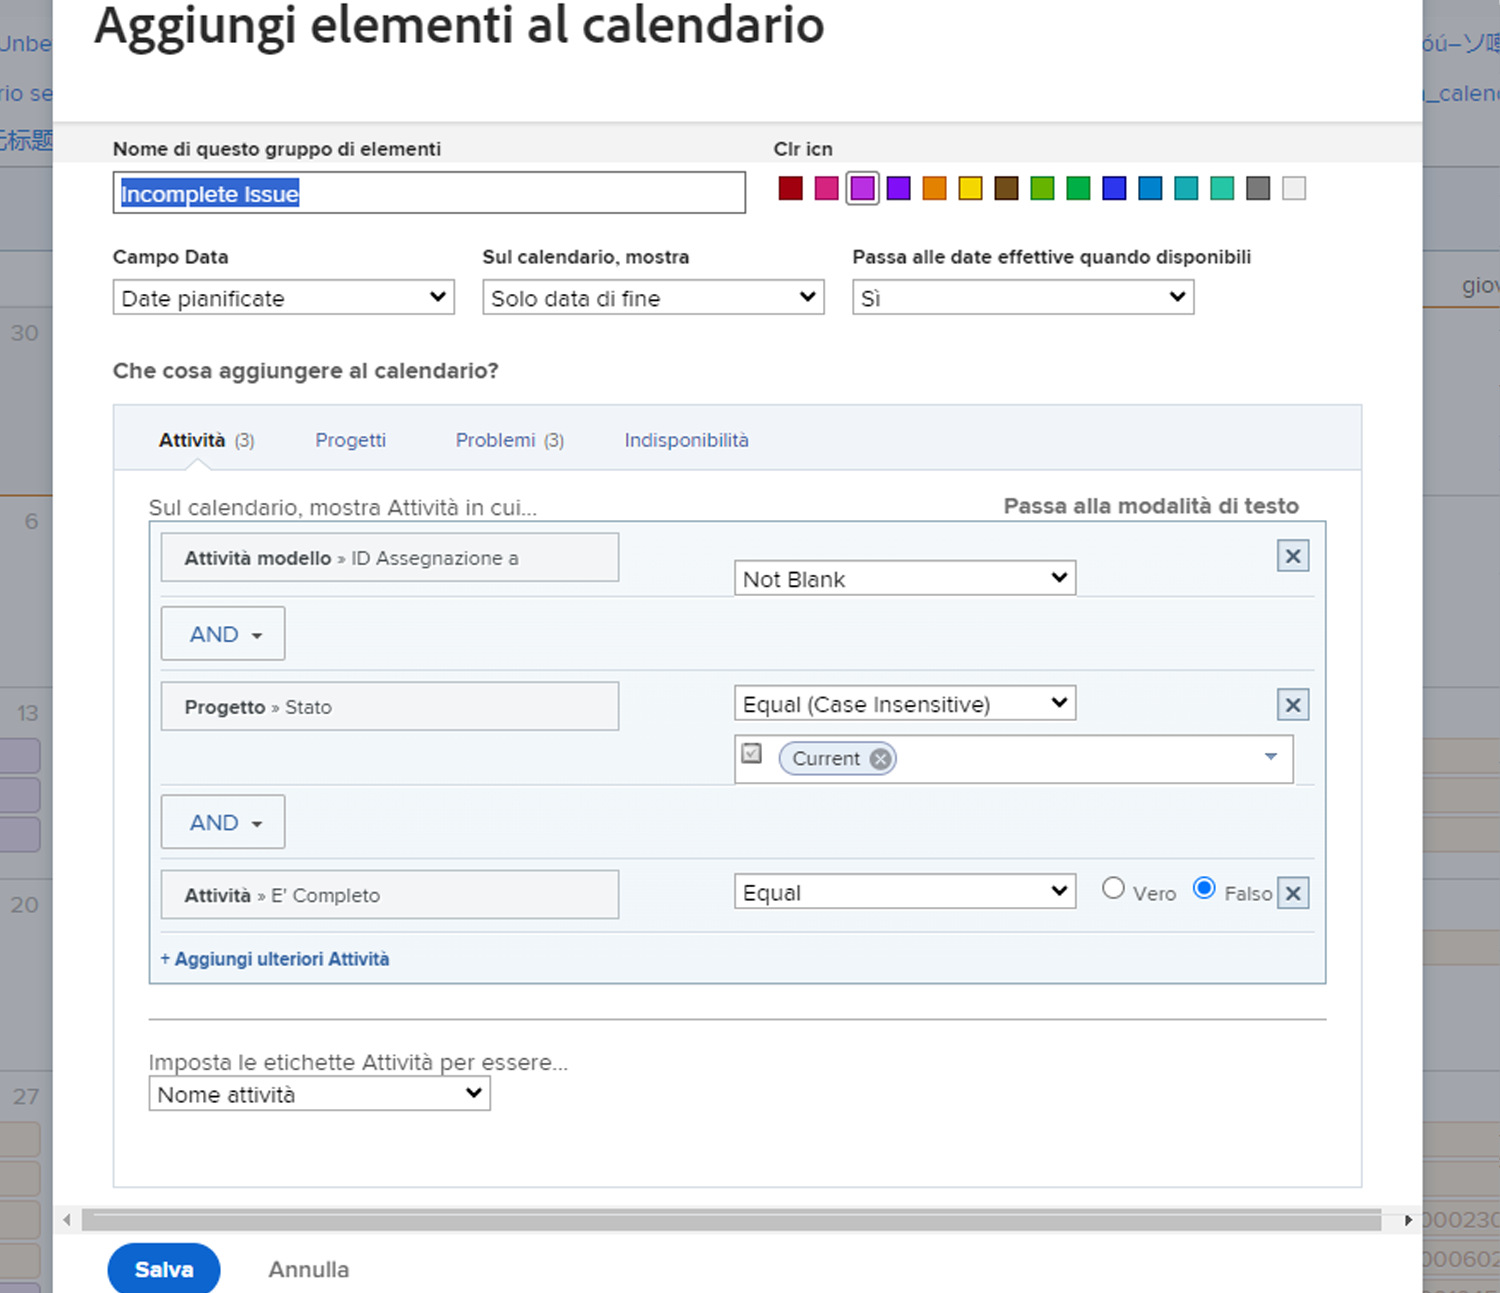 Aggiungi elementi al calendario
Unbe
óú–ソ
rio se
_calen
标题
Nome di questo gruppo di elementi
Clr icn
Incomplete Issue
Campo Data
Sul calendario, mostra
Passa alle date effettive quando disponibili
Date pianificate
Solo data di fine
Sì
giov
30
Che cosa aggiungere al calendario?
Attività (3)
Progetti
Problemi (3)
Indisponibilità
Sul calendario, mostra Attività in cui...
Passa alla modalità di testo
6
Attività modello » ID Assegnazione a
Not Blank
AND
13
Progetto » Stato
Equal (Case Insensitive)
Current
AND
20
Attività » E' Completo
Equal
Vero
Falso
+ Aggiungi ulteriori Attività
Imposta le etichette Attività per essere...
27
Nome attività
000230
000602
Salva
Annulla